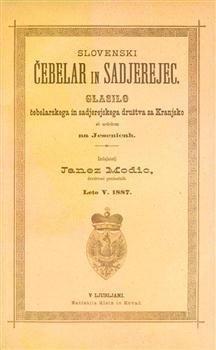 SLOVENSKI
ČEBELAR IN SADJEREJEC.
GLASILO
čebelarskega in sadjerejskega društva za Kranjsko
na Jesenicah.
Izdajatelj
Janez Modic,
društveni predsednik.
Leto V. 1887.
V LJUBLJANI.
Natisnila Klein in Kovač